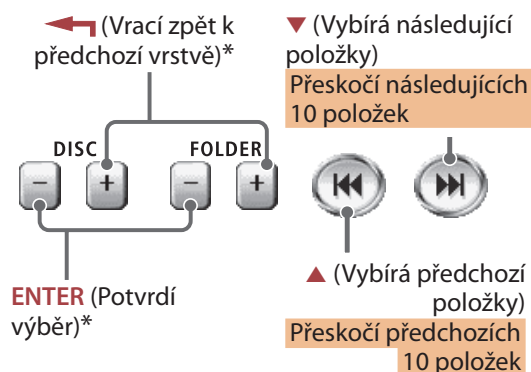 (Vrací zpět k
předchozí vrstvě)*
▼ (Vybírá následující
položky)
Přeskočí následujících
10 položek
DISC
FOLDER
− + − +
ENTER (Potvrdí
výběr)*
▲ (Vybírá předchozí
položky)
Přeskočí předchozích
10 položek